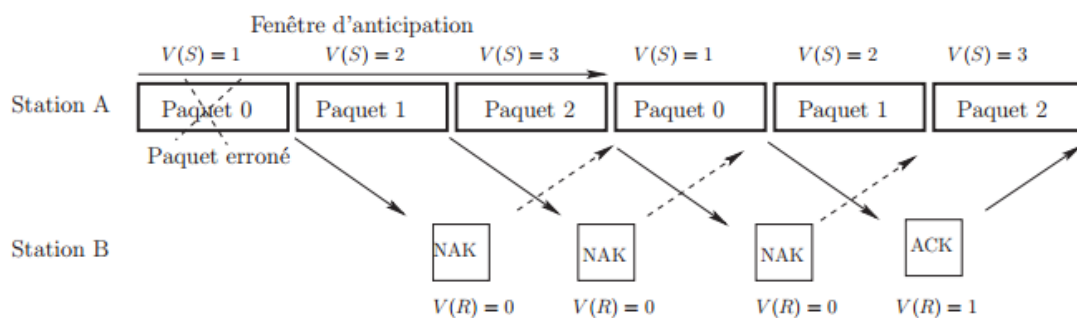 Fenêtre d'anticipation
V(S) = 1 V(S) = 2 V(S) = 3 V(S) = 1 V(S) = 2 V(S) = 3
Station A Paquet 0 Paquet 1 Paquet 2 Paquet 0 Paquet 1 Paquet 2
Paquet erroné
Station B NAK NAK NAK ACK
V(R) = 0 V(R) = 0 V(R) = 0 V(R) = 1